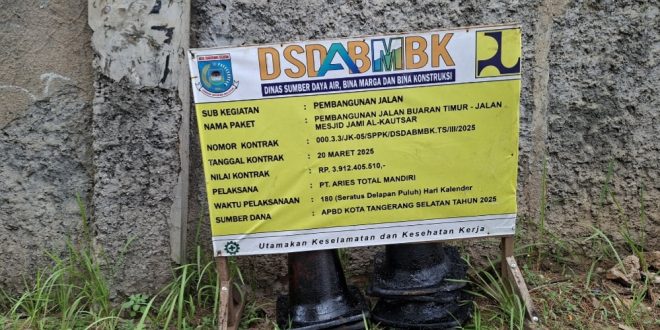 DSDABMBK
DINAS SUMBER DAYA AIR, BINA MARGA DAN BINA KONSTRUKSI
SUB KEGIATAN : PEMBANGUNAN JALAN
NAMA PAKET : PEMBANGUNAN JALAN BUARAN TIMUR - JALAN
MESJID JAMI AL-KAUTSAR
NOMOR KONTRAK : 000.3.3/JK-05/SPPK/DSDABMBK.TS/III/2025
TANGGAL KONTRAK : 20 MARET 2025
NILAI KONTRAK : RP. 3.912.405.510,-
PELAKSANA : PT. ARIES TOTAL MANDIRI
WAKTU PELAKSANAAN : 180 (Seratus Delapan Puluh) Hari Kalendar
SUMBER DANA : APBD KOTA TANGERANG SELATAN TAHUN 2025
Utamakan Keselamatan dan Kesehatan Kerja